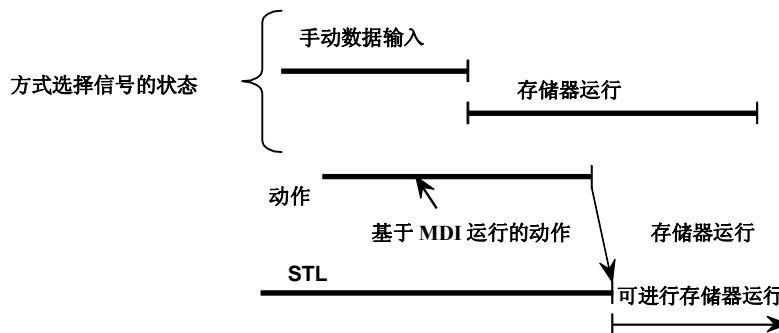 手动数据输入
方式选择信号的状态
存储器运行
动作
基于 MDI 运行的动作
存储器运行
STL
可进行存储器运行